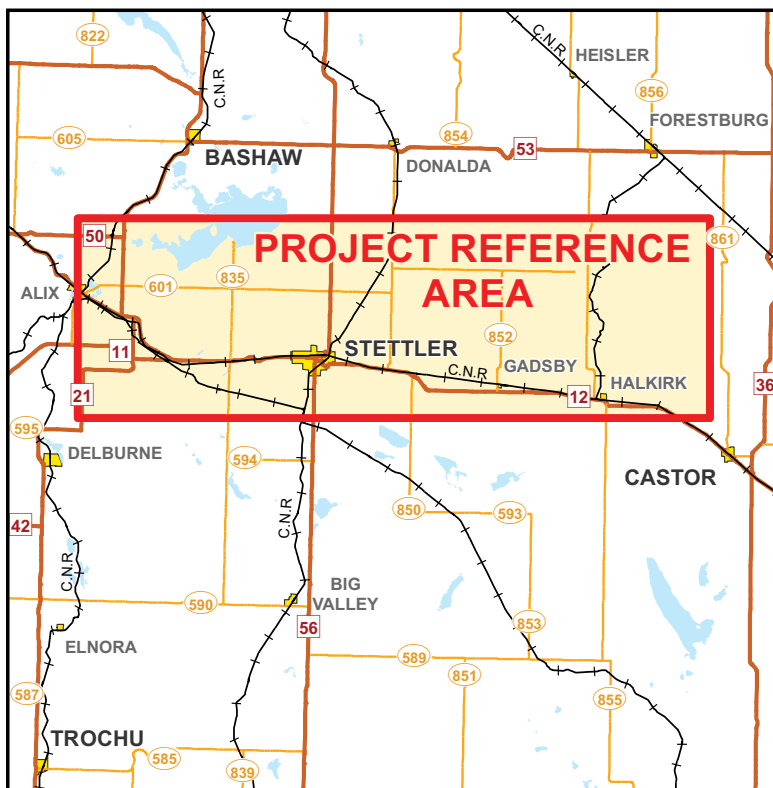 822
C.N.R
C.N.R
HEISLER
856
FORESTBURG
605
BASHAW
854
DONALDA
53
50
PROJECT REFERENCE
AREA
861
835
ALIX
601
852
11
STETTLER
C.N.R
GADSBY
12
HALKIRK
36
21
595
DELBURNE
594
CASTOR
42
C.N.R
C.N.R
850
593
590
BIG
VALLEY
56
853
ELNORA
589
851
587
855
TROCHU
585
839